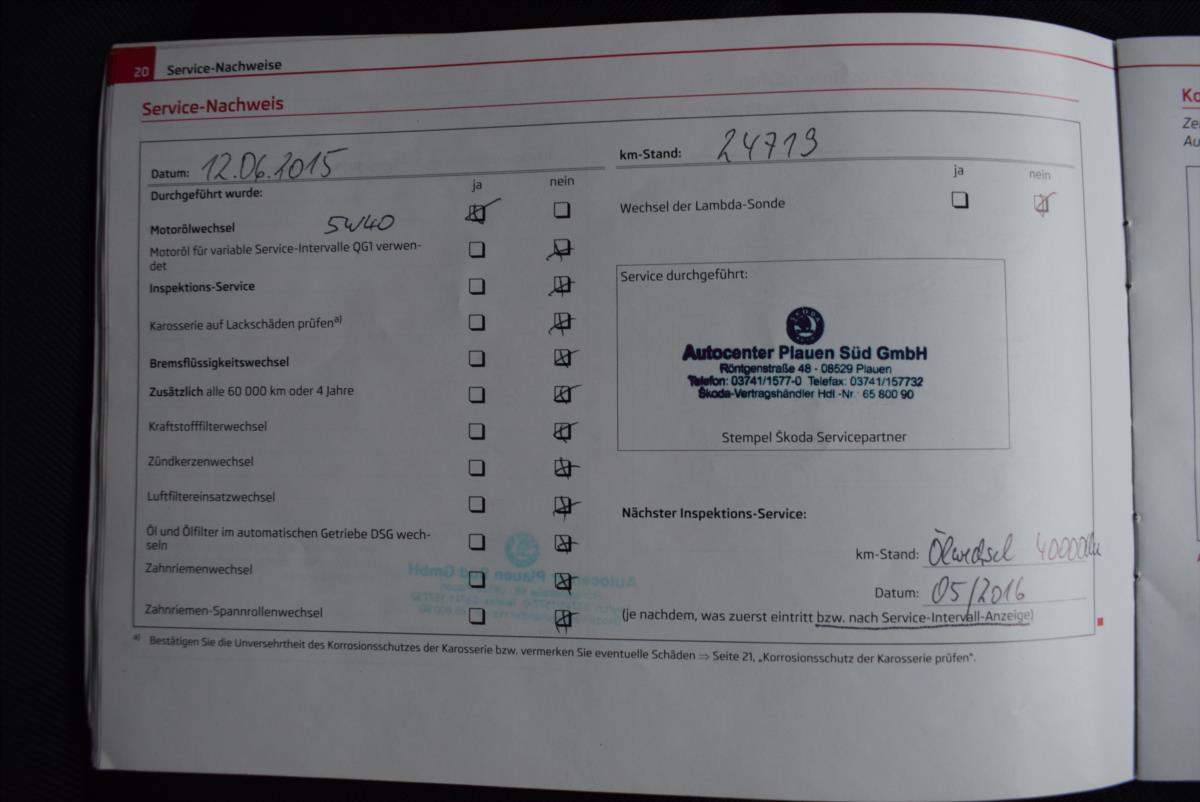 20 Service-Nachweise
Service-Nachweis
Datum: 12.06.2015
Durchgeführt wurde:
ja nein
Motorölwechsel 5W40
Motoröl für variable Service-Intervalle QG1 verwen-
det
Inspektions-Service
Karosserie auf Lackschäden prüfen a)
Bremsflüssigkeitswechsel
Zusätzlich alle 60 000 km oder 4 Jahre
Kraftstofffilterwechsel
Zündkerzenwechsel
Luftfiltereinsatzwechsel
Öl und Ölfilter im automatischen Getriebe DSG wech-
seln
Zahnriemenwechsel
Zahnriemen-Spannrollenwechsel
km-Stand: 24719
ja nein
Wechsel der Lambda-Sonde
Service durchgeführt:
SKODA
Autocenter Plauen Süd GmbH
Röntgenstraße 48 - 08529 Plauen
Telefon: 03741/1577-0 Telefax: 03741/157732
Škoda-Vertragshändler Hdl.-Nr. 65 800 90
Stempel Škoda Servicepartner
Nächster Inspektions-Service:
km-Stand: Ölwechsel 40000
Datum: 05/2016
(je nachdem, was zuerst eintritt bzw. nach Service-Intervall-Anzeige)
a) Bestätigen Sie die Unversehrtheit des Korrosionsschutzes der Karosserie bzw. vermerken Sie eventuelle Schäden ⇒ Seite 21, „Korrosionsschutz der Karosserie prüfen“.
Ko
Ze
Au